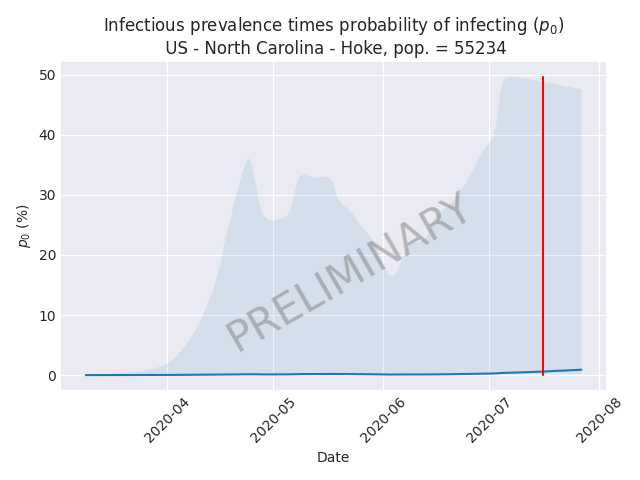 Infectious prevalence times probability of infecting (p₀)
US - North Carolina - Hoke, pop. = 55234
50
40
30
20
10
0
p₀ (%)
PRELIMINARY
2020-04
2020-05
2020-06
2020-07
2020-08
Date